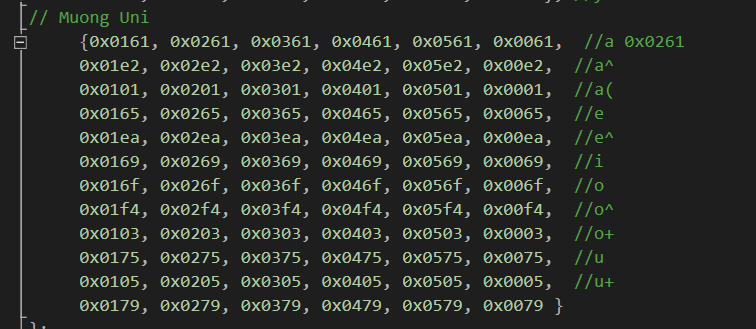 // Muong Uni
{0x0161, 0x0261, 0x0361, 0x0461, 0x0561, 0x0061, //a 0x0261
0x01e2, 0x02e2, 0x03e2, 0x04e2, 0x05e2, 0x00e2, //a^
0x0101, 0x0201, 0x0301, 0x0401, 0x0501, 0x0001, //a(
0x0165, 0x0265, 0x0365, 0x0465, 0x0565, 0x0065, //e
0x01ea, 0x02ea, 0x03ea, 0x04ea, 0x05ea, 0x00ea, //e^
0x0169, 0x0269, 0x0369, 0x0469, 0x0569, 0x0069, //i
0x016f, 0x026f, 0x036f, 0x046f, 0x056f, 0x006f, //o
0x01f4, 0x02f4, 0x03f4, 0x04f4, 0x05f4, 0x00f4, //o^
0x0103, 0x0203, 0x0303, 0x0403, 0x0503, 0x0003, //o+
0x0175, 0x0275, 0x0375, 0x0475, 0x0575, 0x0075, //u
0x0105, 0x0205, 0x0305, 0x0405, 0x0505, 0x0005, //u+
0x0179, 0x0279, 0x0379, 0x0479, 0x0579, 0x0079 }